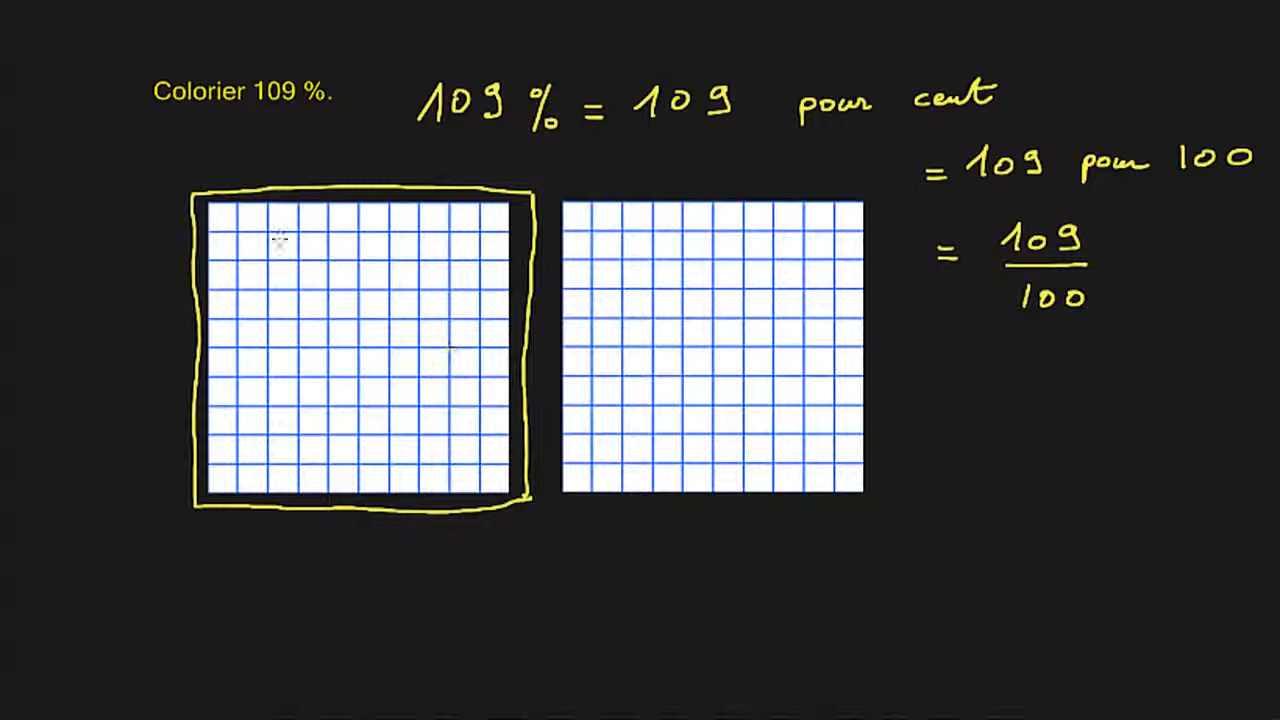 Colorier 109 %.
109 % = 109 pour cent
= 109 pour 100
= 109
100